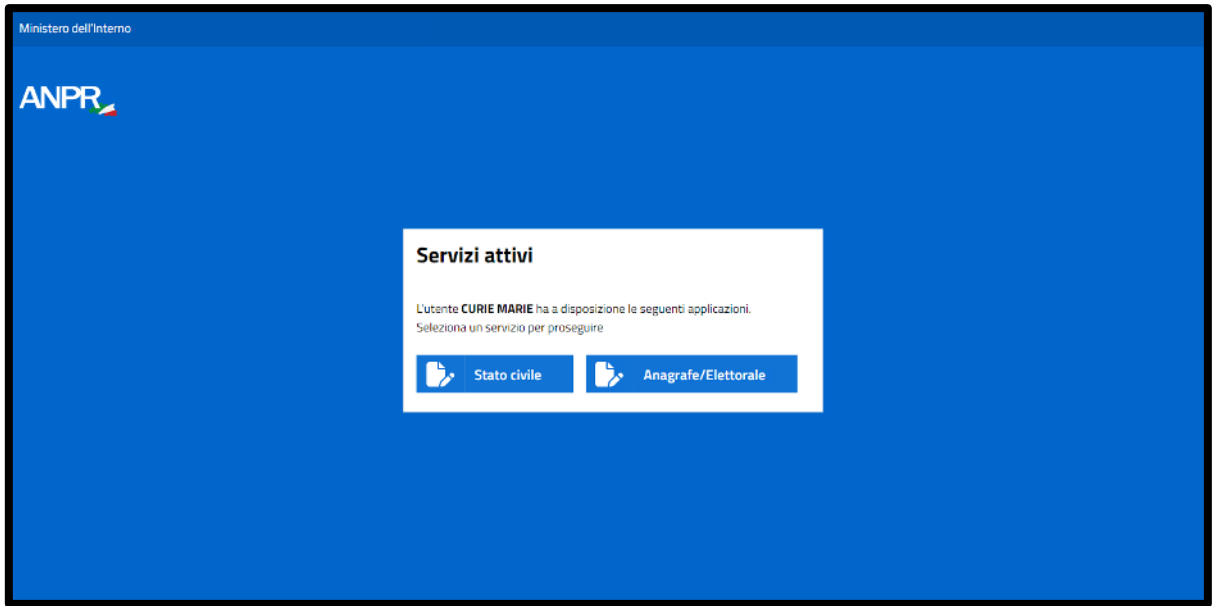 Ministero dell'Interno
ANPR
Servizi attivi
L'utente CURIE MARIE ha a disposizione le seguenti applicazioni.
Seleziona un servizio per proseguire
Stato civile
Anagrafe/Elettorale